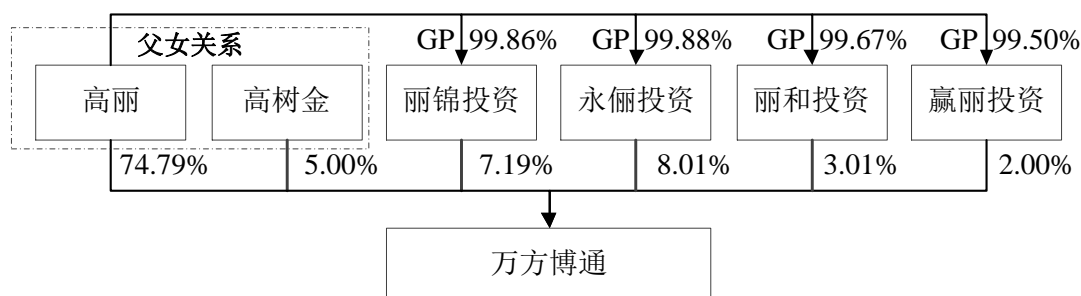 父女关系
GP 99.86%
GP 99.88%
GP 99.67%
GP 99.50%
高丽
高树金
丽锦投资
永俪投资
丽和投资
赢丽投资
74.79%
5.00%
7.19%
8.01%
3.01%
2.00%
万方博通